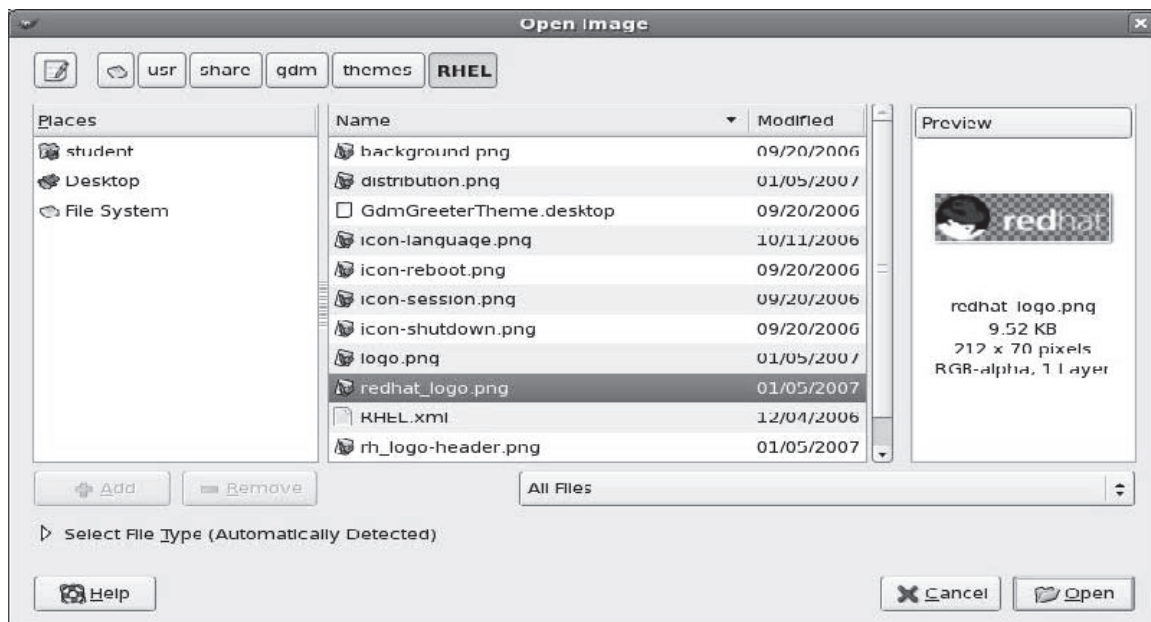 Open Image
usr share gdm themes RHEL
Places
student
Desktop
File System
Name Modified
background.png 09/20/2006
distribution.png 01/05/2007
GdmGreeterTheme.desktop 09/20/2006
icon-language.png 10/11/2006
icon-reboot.png 09/20/2006
icon-session.png 09/20/2006
icon-shutdown.png 09/20/2006
logo.png 01/05/2007
redhat_logo.png 01/05/2007
RHEL.xml 12/04/2006
rh_logo-header.png 01/05/2007
Preview
redhat
redhat_logo.png
9.52 KB
212 x 70 pixels
RGB-alpha, 1 Layer
Add Remove All Files
Select File Type (Automatically Detected)
Help Cancel Open